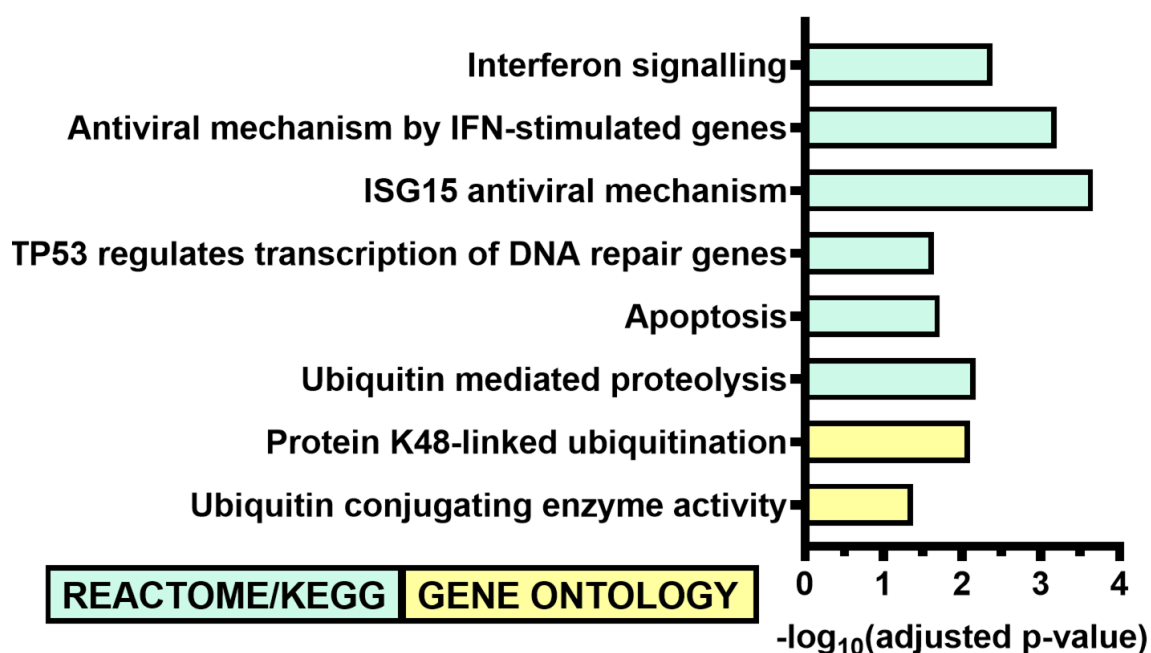 Interferon signalling
Antiviral mechanism by IFN-stimulated genes
ISG15 antiviral mechanism
TP53 regulates transcription of DNA repair genes
Apoptosis
Ubiquitin mediated proteolysis
Protein K48-linked ubiquitination
Ubiquitin conjugating enzyme activity
0 1 2 3 4
-log₁₀(adjusted p-value)
REACTOME/KEGG GENE ONTOLOGY